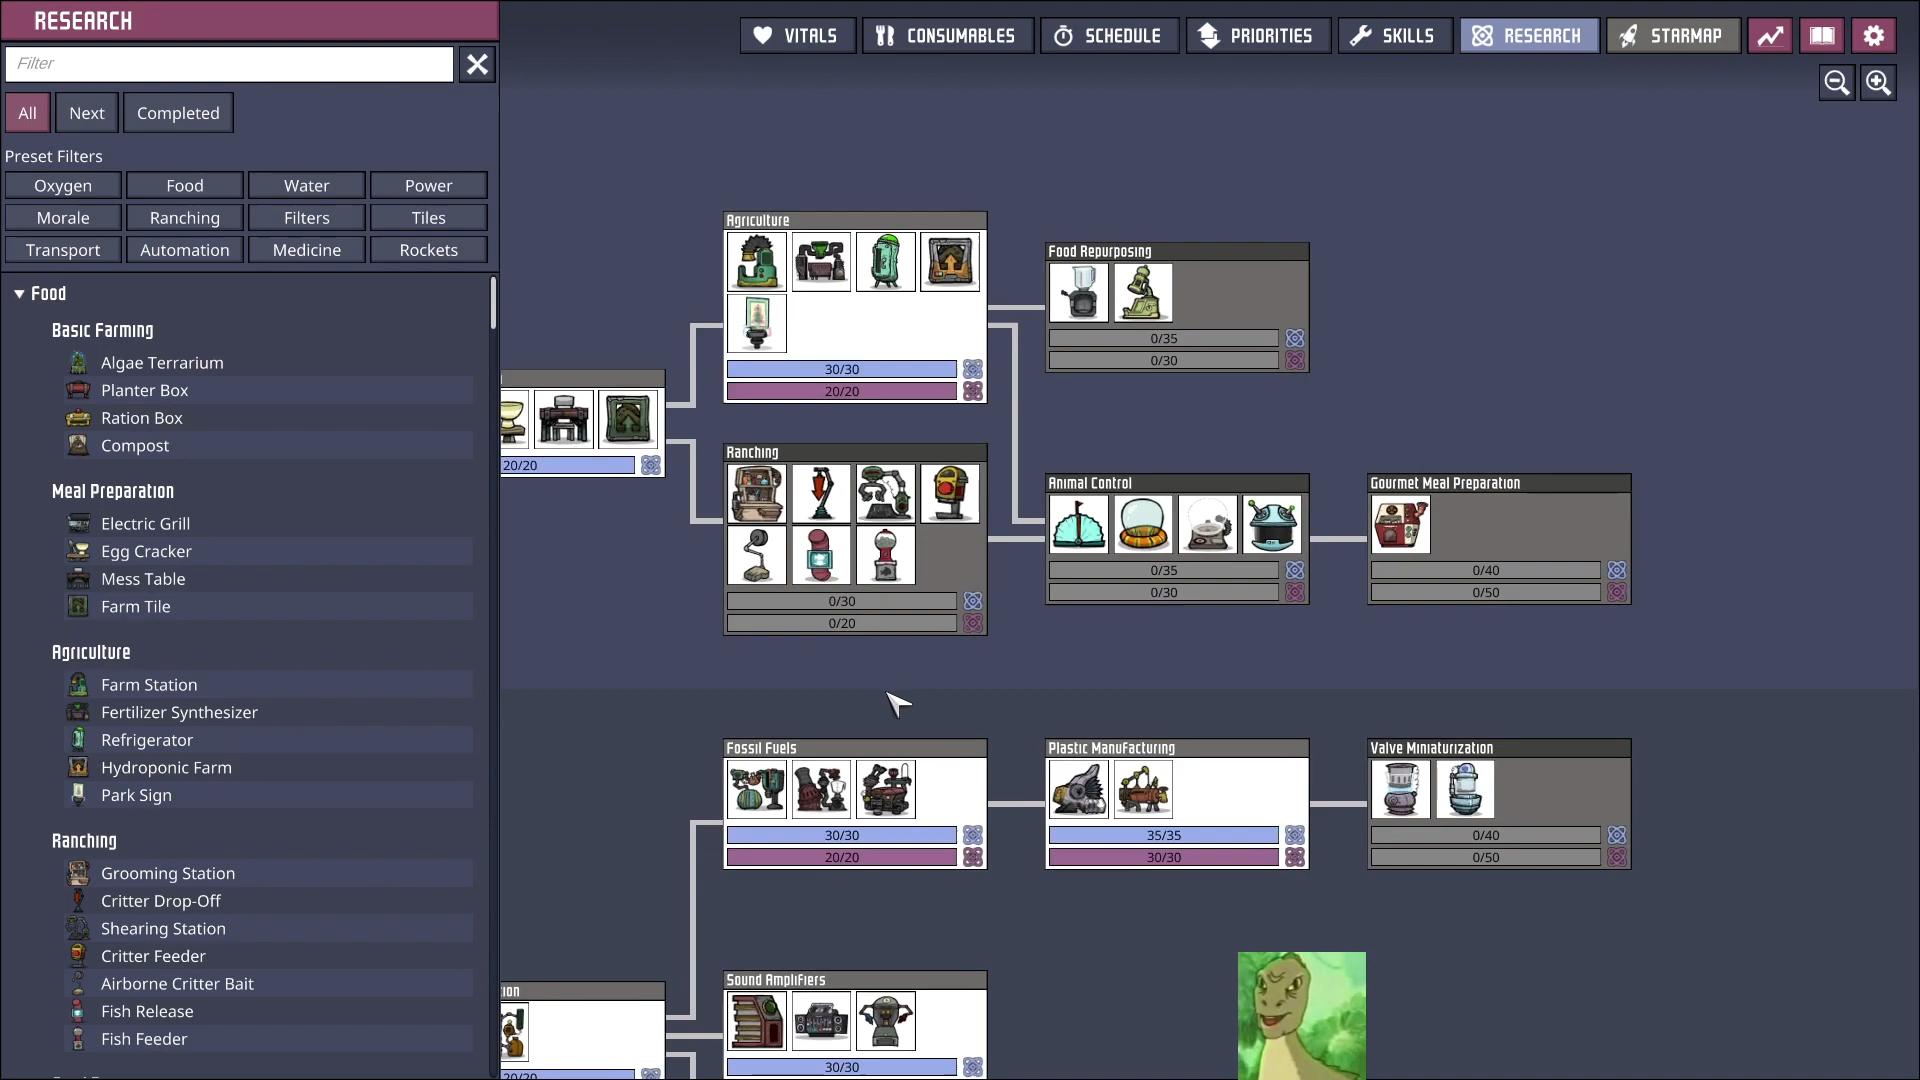 RESEARCH
VITALS
CONSUMABLES
SCHEDULE
PRIORITIES
SKILLS
RESEARCH
STARMAP
Filter
All
Next
Completed
Preset Filters
Oxygen
Food
Water
Power
Morale
Ranching
Filters
Tiles
Transport
Automation
Medicine
Rockets
Food
Basic Farming
Algae Terrarium
Planter Box
Ration Box
Compost
Meal Preparation
Electric Grill
Egg Cracker
Mess Table
Farm Tile
Agriculture
Farm Station
Fertilizer Synthesizer
Refrigerator
Hydroponic Farm
Park Sign
Ranching
Grooming Station
Critter Drop-Off
Shearing Station
Critter Feeder
Airborne Critter Bait
Fish Release
Fish Feeder
20/20
Agriculture
30/30
20/20
Food Repurposing
0/35
0/30
Ranching
0/30
0/20
Animal Control
0/35
0/30
Gourmet Meal Preparation
0/40
0/50
Fossil Fuels
30/30
20/20
Plastic Manufacturing
35/35
30/30
Valve Miniaturization
0/40
0/50
ion
20/20
Sound Amplifiers
30/30